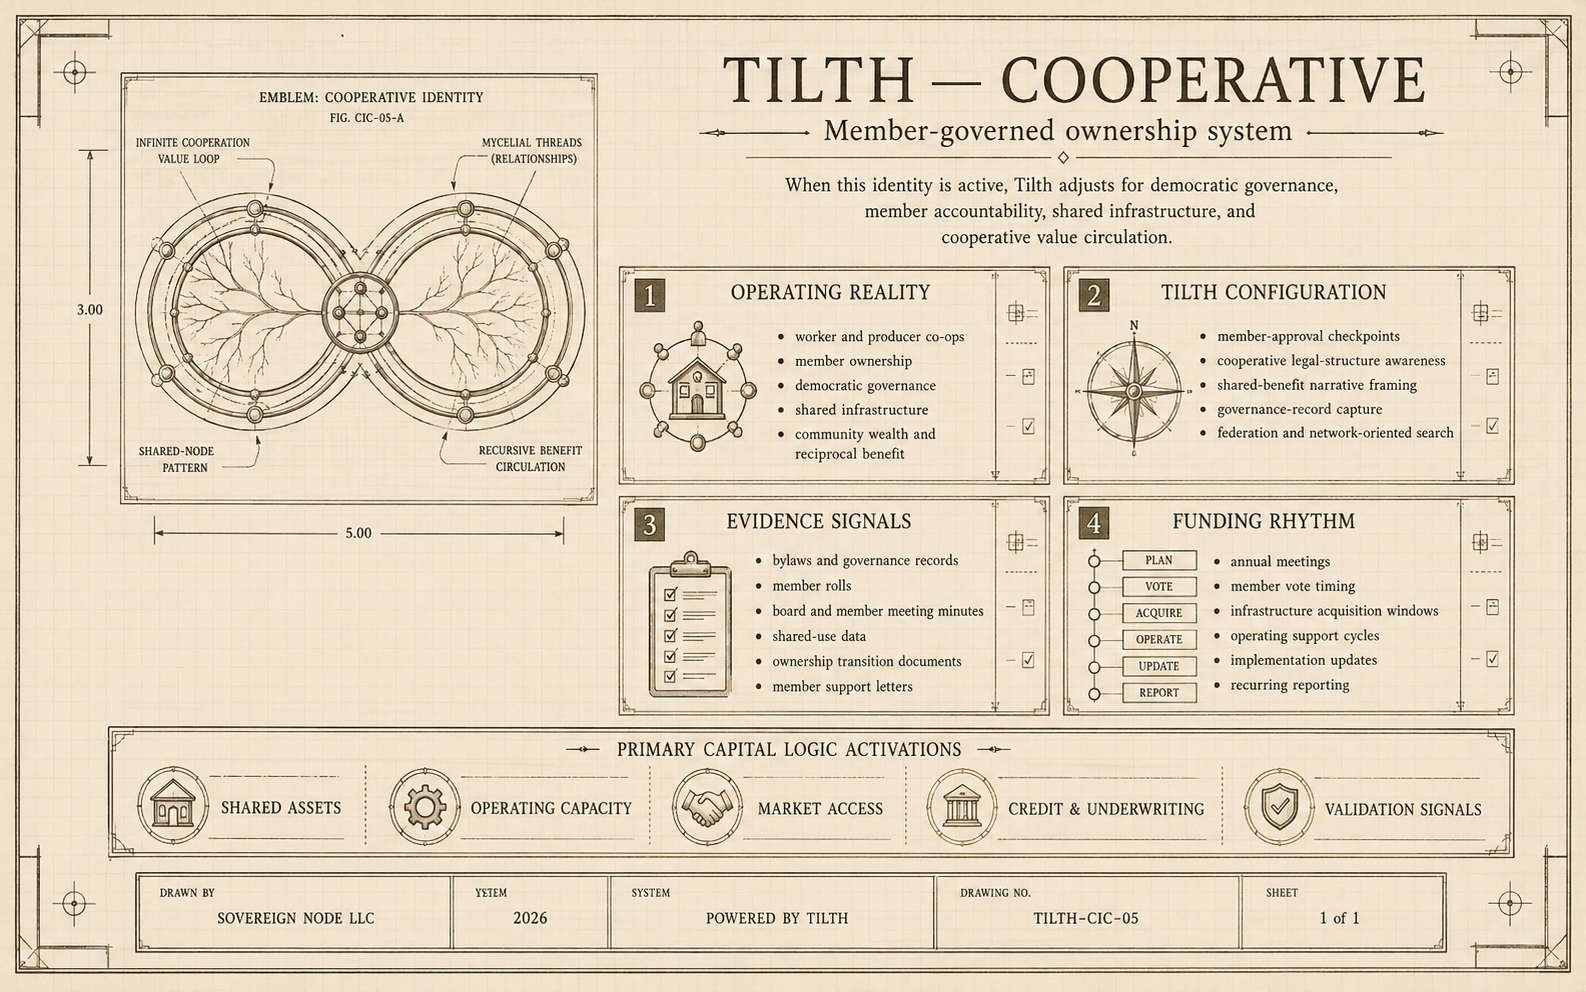 TILTH — COOPERATIVE
Member-governed ownership system
When this identity is active, Tilth adjusts for democratic governance,
member accountability, shared infrastructure, and
cooperative value circulation.
EMBLEM: COOPERATIVE IDENTITY
FIG. CIC-05-A
INFINITE COOPERATION
VALUE LOOP
MYCELIAL THREADS
(RELATIONSHIPS)
3.00
SHARED-NODE
PATTERN
RECURSIVE BENEFIT
CIRCULATION
5.00
1
OPERATING REALITY
• worker and producer co-ops
• member ownership
• democratic governance
• shared infrastructure
• community wealth and
reciprocal benefit
2
TILTH CONFIGURATION
N
• member-approval checkpoints
• cooperative legal-structure awareness
• shared-benefit narrative framing
• governance-record capture
• federation and network-oriented search
3
EVIDENCE SIGNALS
• bylaws and governance records
• member rolls
• board and member meeting minutes
• shared-use data
• ownership transition documents
• member support letters
4
FUNDING RHYTHM
PLAN
VOTE
ACQUIRE
OPERATE
UPDATE
REPORT
• annual meetings
• member vote timing
• infrastructure acquisition windows
• operating support cycles
• implementation updates
• recurring reporting
PRIMARY CAPITAL LOGIC ACTIVATIONS
SHARED ASSETS
OPERATING CAPACITY
MARKET ACCESS
CREDIT & UNDERWRITING
VALIDATION SIGNALS
DRAWN BY
SOVEREIGN NODE LLC
2026
SYSTEM
POWERED BY TILTH
DRAWING NO.
TILTH-CIC-05
SHEET
1 of 1